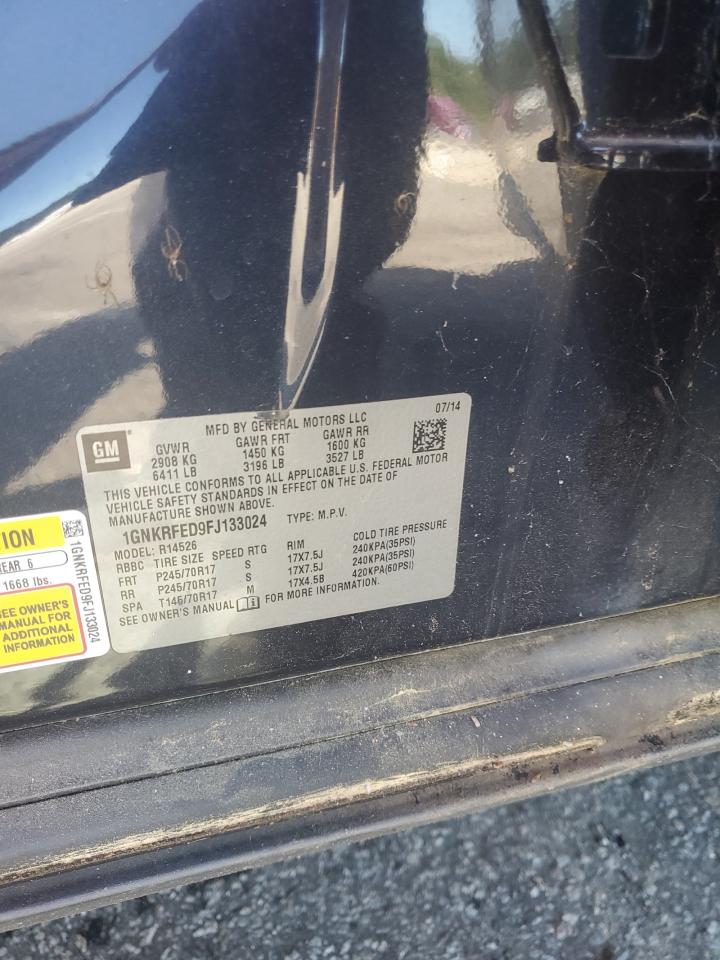 GM
MFD BY GENERAL MOTORS LLC
07/14
GVWR GAWR FRT GAWR RR
2908 KG 1450 KG 1600 KG
6411 LB 3196 LB 3527 LB
THIS VEHICLE CONFORMS TO ALL APPLICABLE U.S. FEDERAL MOTOR
VEHICLE SAFETY STANDARDS IN EFFECT ON THE DATE OF
MANUFACTURE SHOWN ABOVE.
1GNKRFED9FJ133024 TYPE: M.P.V.
MODEL: R14526
RBBC TIRE SIZE SPEED RTG RIM COLD TIRE PRESSURE
FRT P245/70R17 S 17X7.5J 240KPA(35PSI)
RR P245/70R17 S 17X7.5J 240KPA(35PSI)
SPA T146/70R17 M 17X4.5B 420KPA(60PSI)
SEE OWNER'S MANUAL FOR MORE INFORMATION.
TION
EAR 6
1668 lbs.
SEE OWNER'S
MANUAL FOR
ADDITIONAL
INFORMATION
1GNKRFED9FJ133024